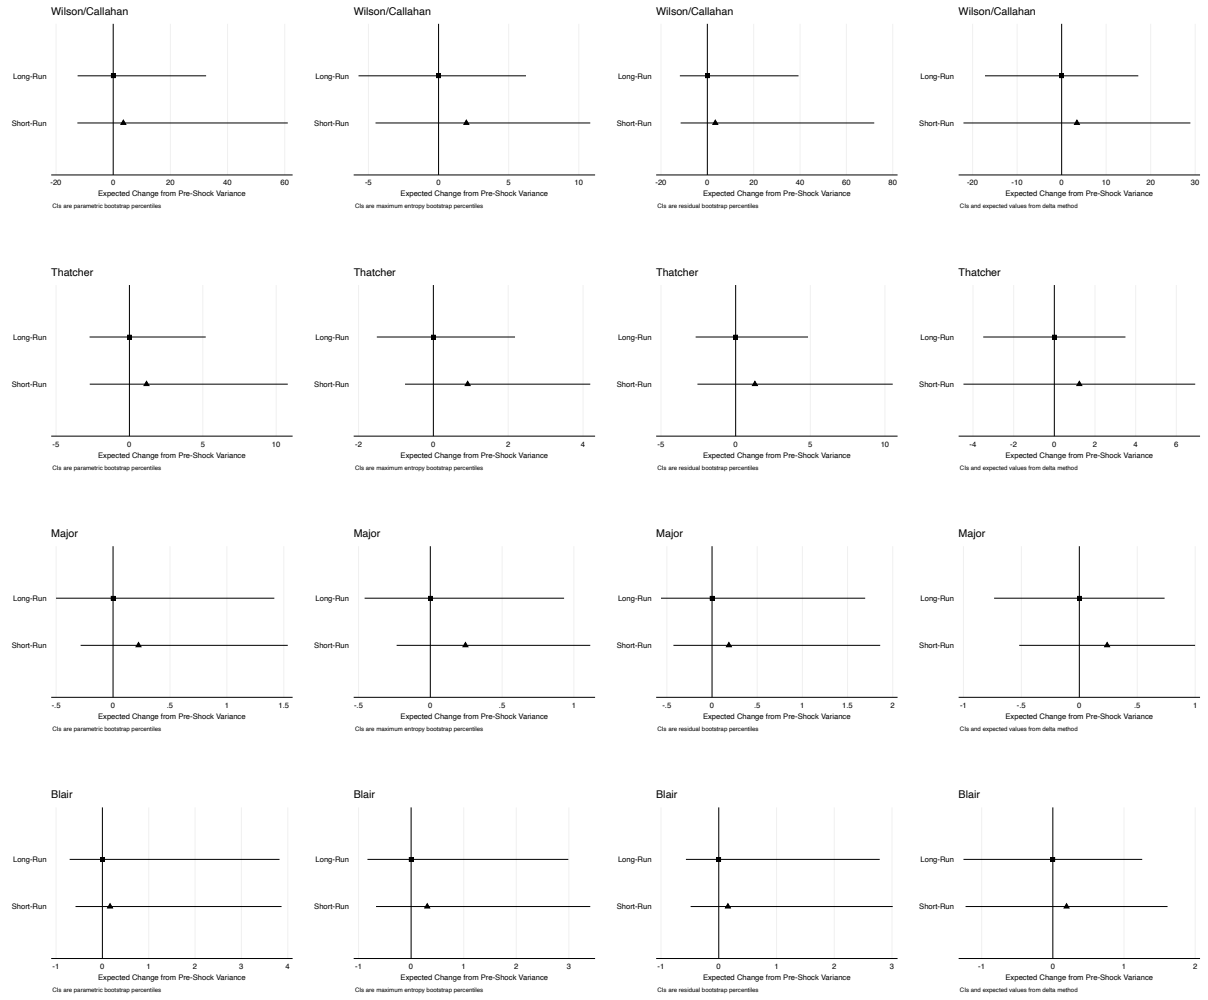 Wilson/Callahan
Long-Run
Short-Run
-20 0 20 40 60
Expected Change from Pre-Shock Variance
CIs are parametric bootstrap percentiles
Wilson/Callahan
Long-Run
Short-Run
-5 0 5 10
Expected Change from Pre-Shock Variance
CIs are maximum entropy bootstrap percentiles
Wilson/Callahan
Long-Run
Short-Run
-20 0 20 40 60 80
Expected Change from Pre-Shock Variance
CIs are residual bootstrap percentiles
Wilson/Callahan
Long-Run
Short-Run
-20 -10 0 10 20 30
Expected Change from Pre-Shock Variance
CIs and expected values from delta method
Thatcher
Long-Run
Short-Run
-5 0 5 10
Expected Change from Pre-Shock Variance
CIs are parametric bootstrap percentiles
Thatcher
Long-Run
Short-Run
-2 0 2 4
Expected Change from Pre-Shock Variance
CIs are maximum entropy bootstrap percentiles
Thatcher
Long-Run
Short-Run
-5 0 5 10
Expected Change from Pre-Shock Variance
CIs are residual bootstrap percentiles
Thatcher
Long-Run
Short-Run
-4 -2 0 2 4 6
Expected Change from Pre-Shock Variance
CIs and expected values from delta method
Major
Long-Run
Short-Run
-.5 0 .5 1 1.5
Expected Change from Pre-Shock Variance
CIs are parametric bootstrap percentiles
Major
Long-Run
Short-Run
-.5 0 .5 1
Expected Change from Pre-Shock Variance
CIs are maximum entropy bootstrap percentiles
Major
Long-Run
Short-Run
-.5 0 .5 1 1.5 2
Expected Change from Pre-Shock Variance
CIs are residual bootstrap percentiles
Major
Long-Run
Short-Run
-1 -.5 0 .5 1
Expected Change from Pre-Shock Variance
CIs and expected values from delta method
Blair
Long-Run
Short-Run
-1 0 1 2 3 4
Expected Change from Pre-Shock Variance
CIs are parametric bootstrap percentiles
Blair
Long-Run
Short-Run
-1 0 1 2 3
Expected Change from Pre-Shock Variance
CIs are maximum entropy bootstrap percentiles
Blair
Long-Run
Short-Run
-1 0 1 2 3
Expected Change from Pre-Shock Variance
CIs are residual bootstrap percentiles
Blair
Long-Run
Short-Run
-1 0 1 2
Expected Change from Pre-Shock Variance
CIs and expected values from delta method